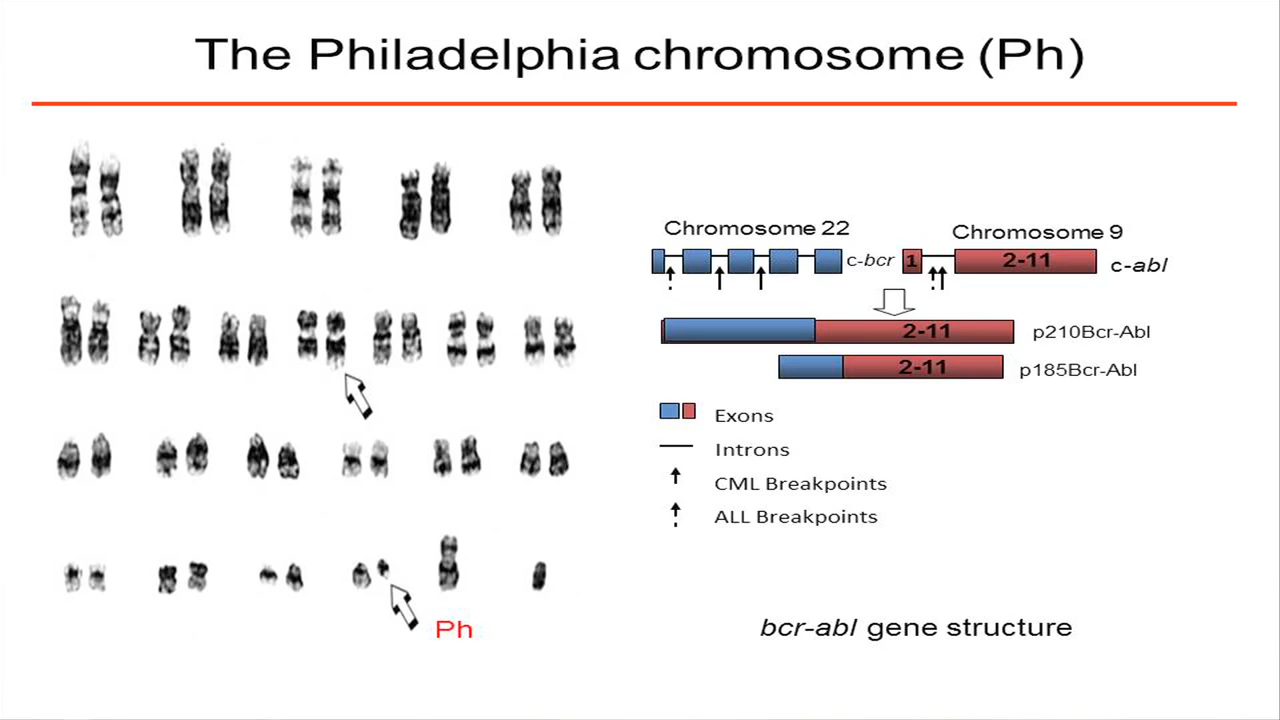 The Philadelphia chromosome (Ph)
Chromosome 22
Chromosome 9
c-bcr
1
2-11
c-abl
2-11
p210Bcr-Abl
2-11
p185Bcr-Abl
Exons
Introns
CML Breakpoints
ALL Breakpoints
Ph
bcr-abl gene structure